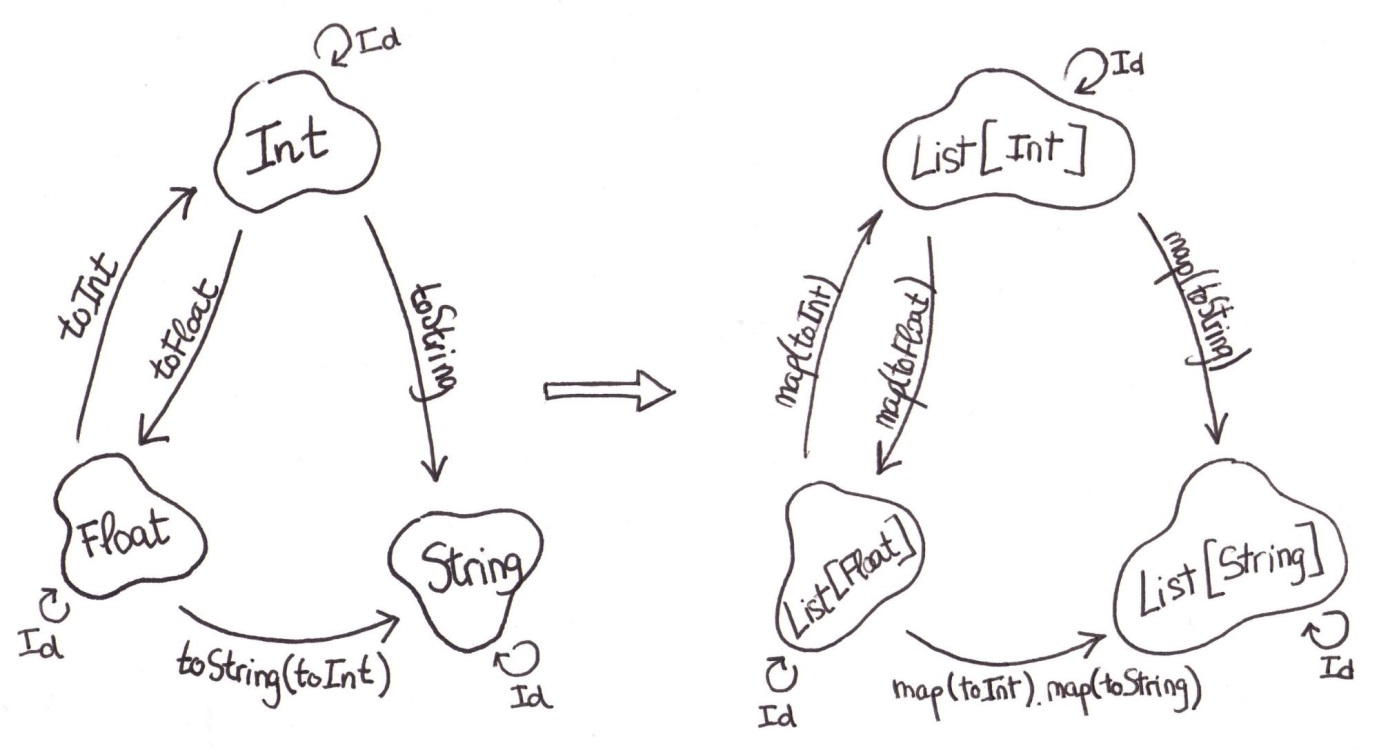 Id
Int
toInt
toFloat
toString
Float
Id
String
Id
toString(toInt)
Id
List[Int]
map(toInt)
map(toFloat)
map(toString)
List[Float]
Id
List[String]
Id
map(toInt).map(toString)